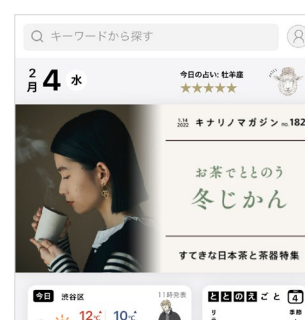 キーワードから探す
2月 4 水
今日の占い: 牡羊座
★★★★★
1.14 2022 キナリノマガジン no.182
お茶でととのう
冬じかん
すてきな日本茶と茶器特集
今日 渋谷区 11時発表
12℃ 10℃
ととのえごと 4